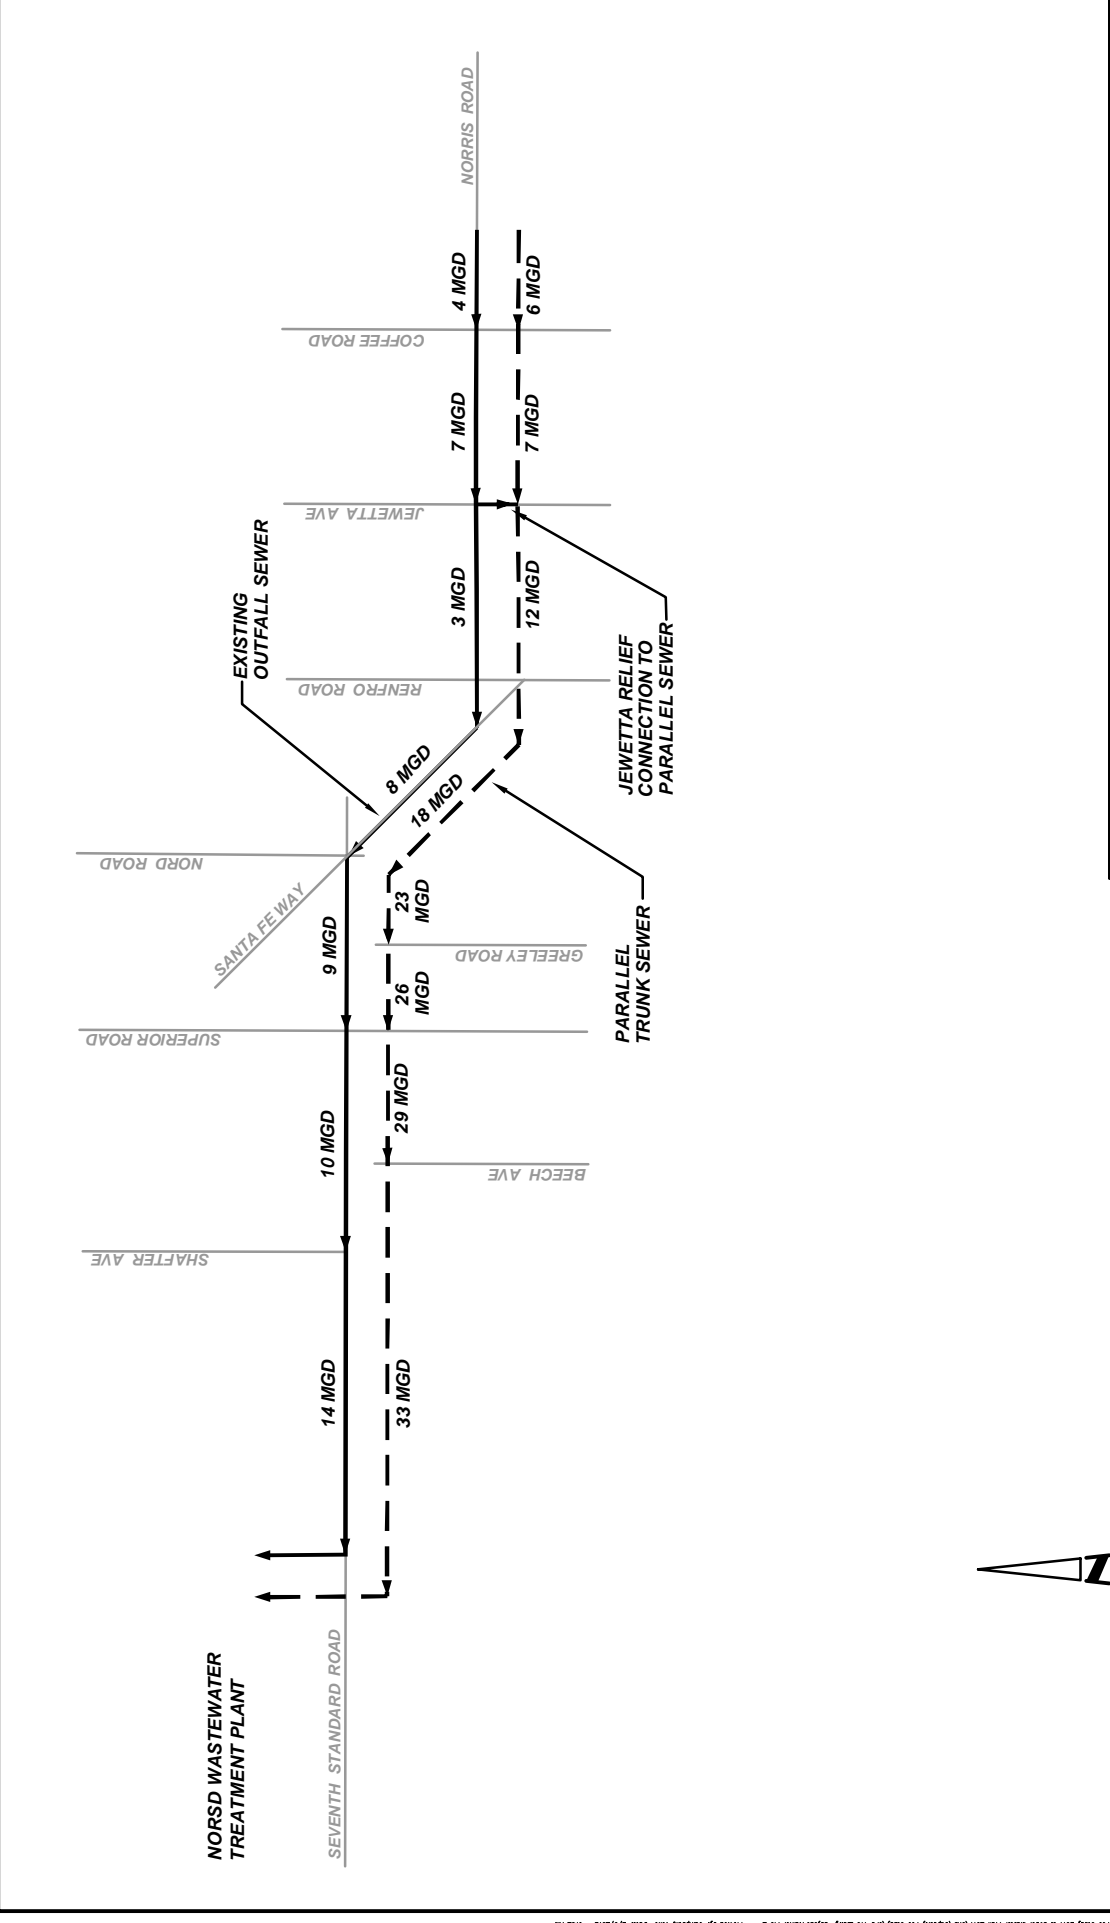 NORRIS ROAD
4 MGD
6 MGD
COFFEE ROAD
7 MGD
7 MGD
JEWETTA AVE
EXISTING
OUTFALL SEWER
3 MGD
12 MGD
JEWETTA RELIEF
CONNECTION TO
PARALLEL SEWER
RENFRO ROAD
8 MGD
18 MGD
NORD ROAD
SANTA FE WAY
23
MGD
9 MGD
GREELEY ROAD
PARALLEL
TRUNK SEWER
26
MGD
SUPERIOR ROAD
29 MGD
10 MGD
BEECH AVE
SHAFTER AVE
14 MGD
33 MGD
NORSD WASTEWATER
TREATMENT PLANT
SEVENTH STANDARD ROAD